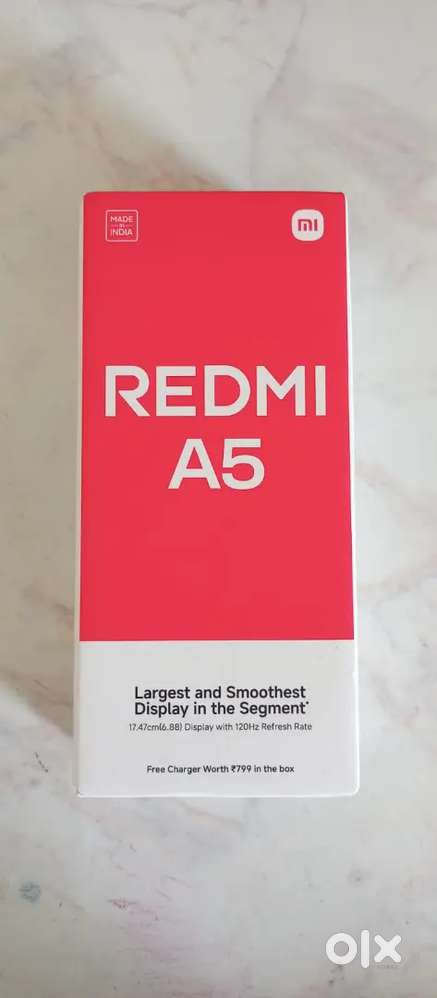 MADE
IN
INDIA
mi
REDMI
A5
Largest and Smoothest
Display in the Segment*
17.47cm(6.88) Display with 120Hz Refresh Rate
Free Charger Worth ₹799 in the box
olx